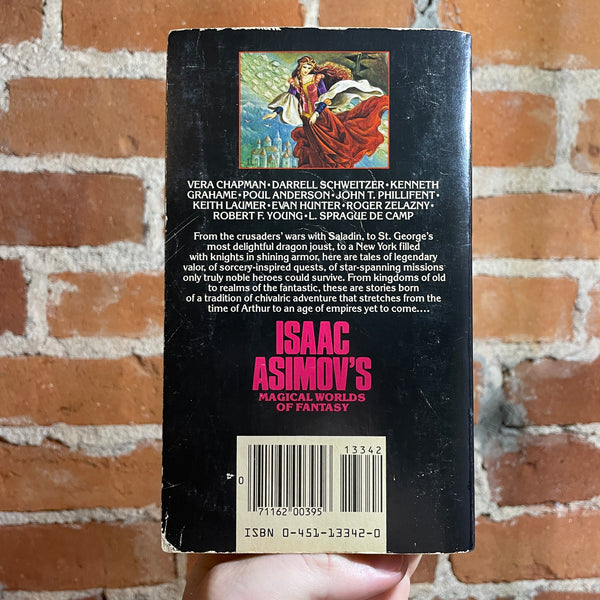 VERA CHAPMAN • DARRELL SCHWEITZER • KENNETH
GRAHAME • POUL ANDERSON • JOHN T. PHILLIFENT
KEITH LAUMER • EVAN HUNTER • ROGER ZELAZNY
ROBERT F. YOUNG • L. SPRAGUE DE CAMP
From the crusaders' wars with Saladin, to St. George's
most delightful dragon joust, to a New York filled
with knights in shining armor, here are tales of legendary
valor, of sorcery-inspired quests, of star-spanning missions
only truly noble heroes could survive. From kingdoms of old
to realms of the fantastic, these are stories born
of a tradition of chivalric adventure that stretches from the
time of Arthur to an age of empires yet to come....
ISAAC
ASIMOV'S
MAGICAL WORLDS
OF FANTASY
13342
0
71162 00395
ISBN 0-451-13342-0